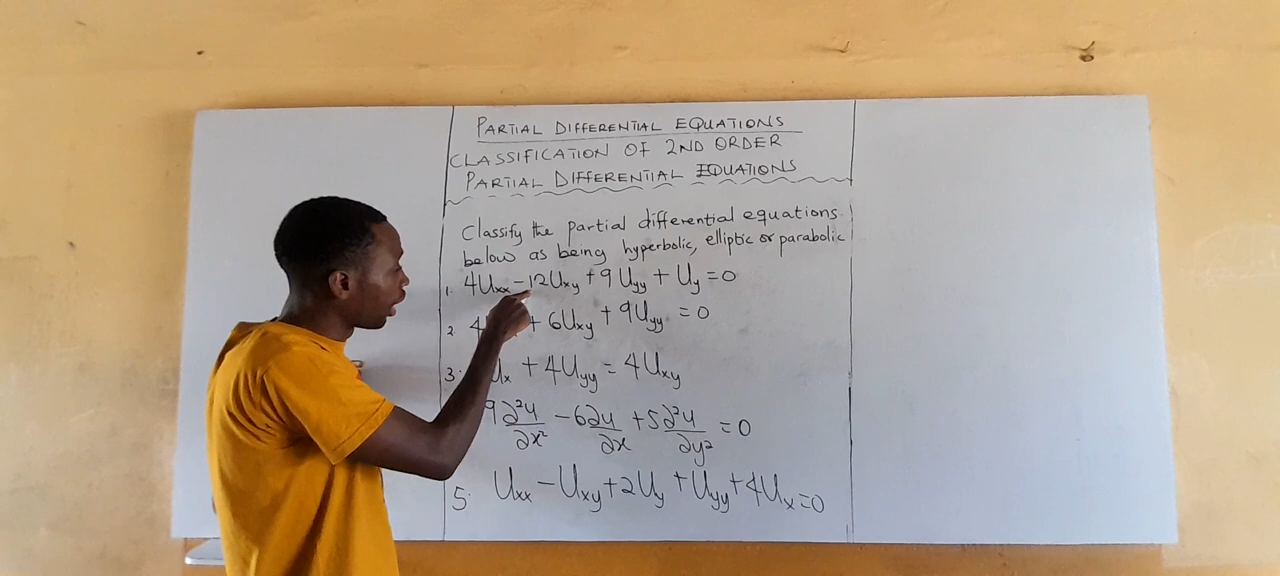 PARTIAL DIFFERENTIAL EQUATIONS
CLASSIFICATION OF 2ND ORDER
PARTIAL DIFFERENTIAL EQUATIONS
Classify the partial differential equations
below as being hyperbolic, elliptic or parabolic
1. 4Uxx - 12Uxy + 9Uyy + Uy = 0
2. 4 + 6Uxy + 9Uyy = 0
3. + 4Uyy = 4Uxy
9∂²u/∂x² - 6∂u/∂x + 5∂²u/∂y² = 0
5. Uxx - Uxy + 2Uy + Uyy + 4Ux = 0